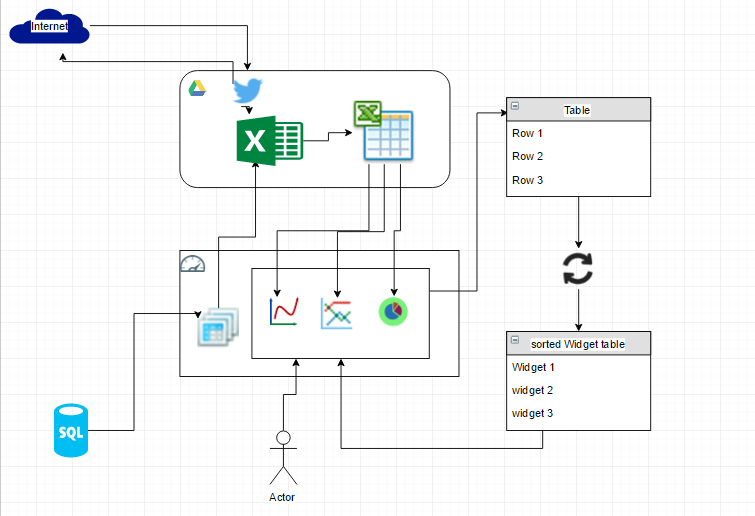 Internet
X
X
Table
Row 1
Row 2
Row 3
sorted Widget table
Widget 1
widget 2
widget 3
SQL
Actor